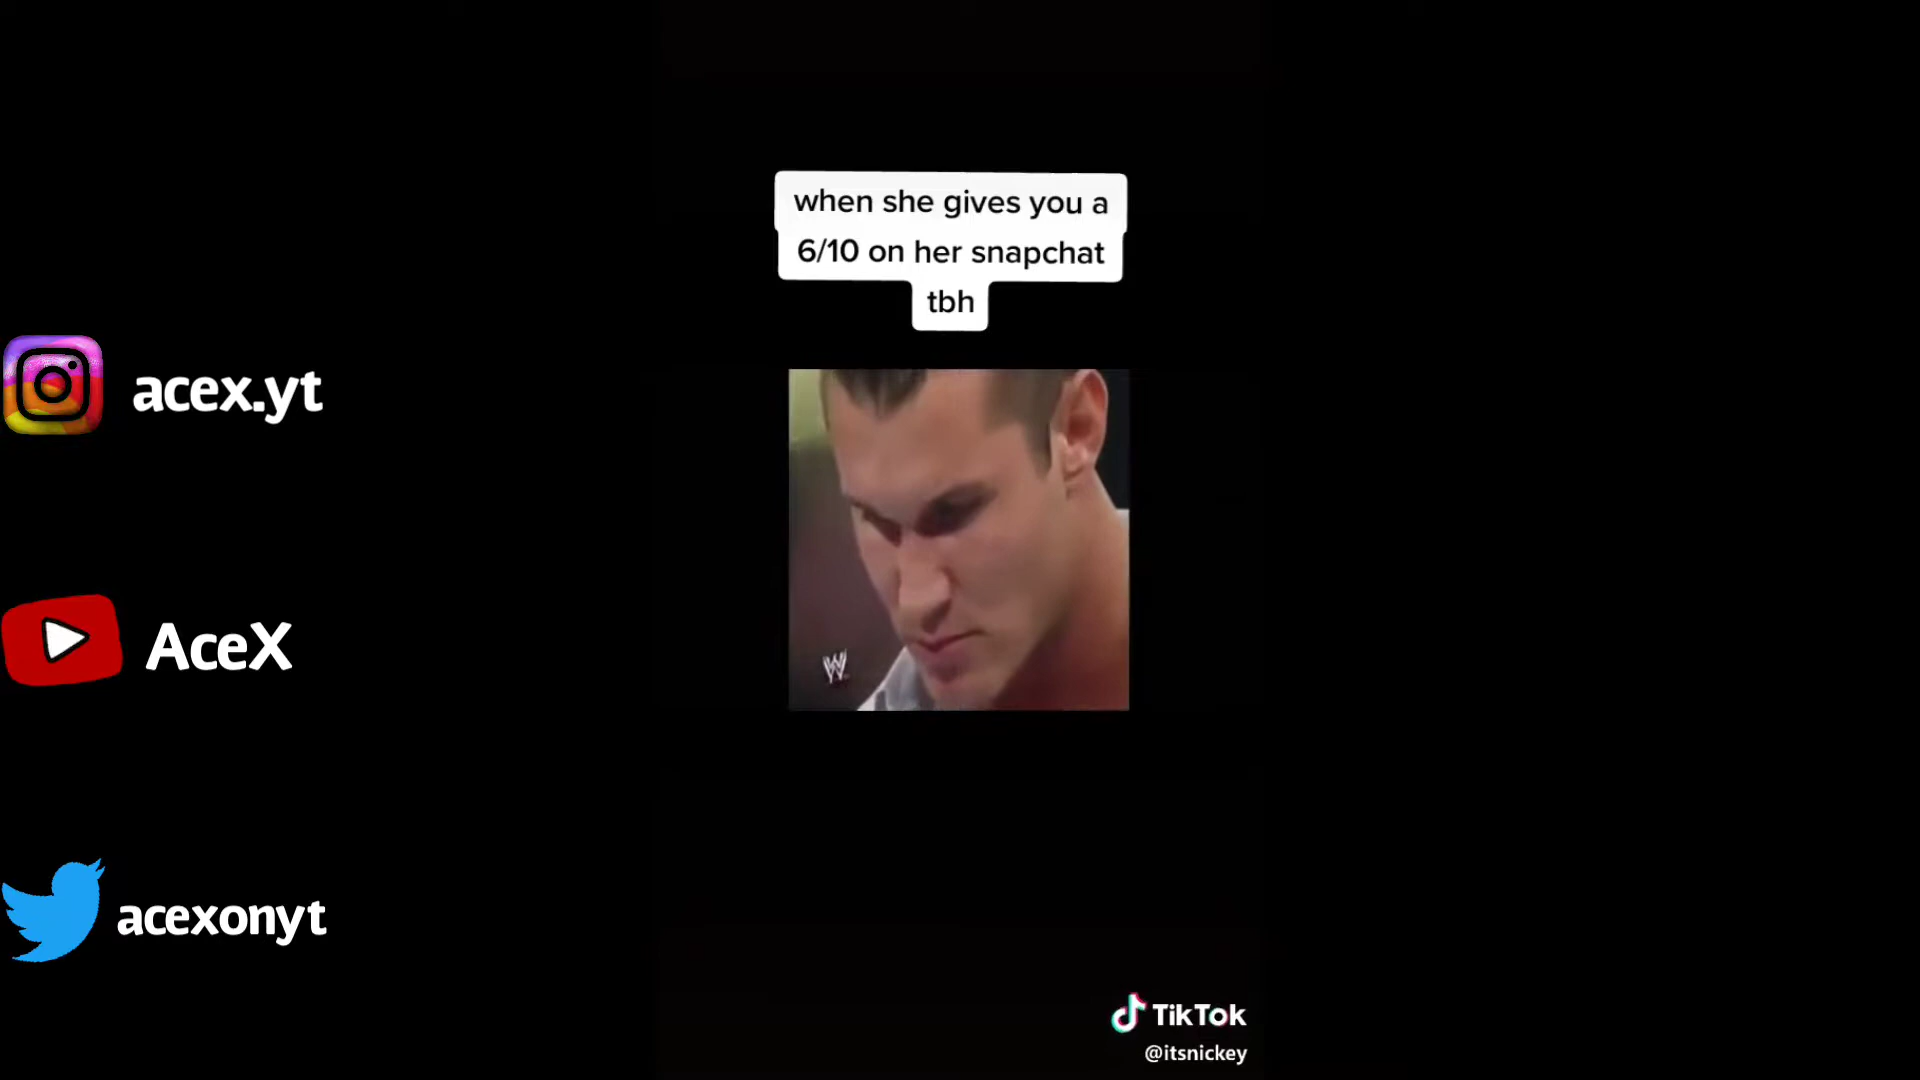 when she gives you a
6/10 on her snapchat
tbh
acex.yt
AceX
acexonyt
W
TikTok
@itsnickey